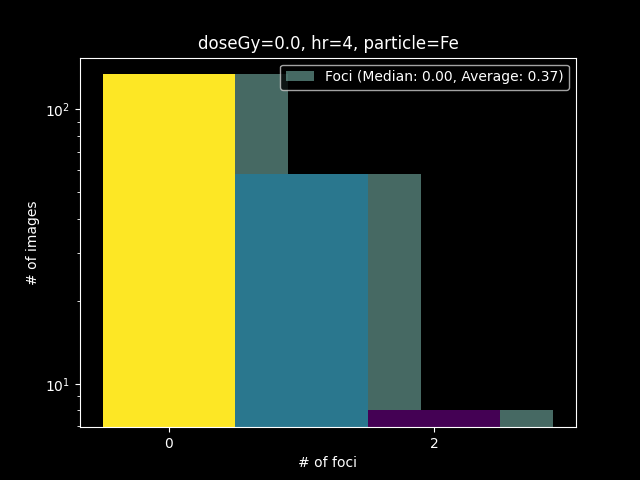 doseGy=0.0, hr=4, particle=Fe
Foci (Median: 0.00, Average: 0.37)
10²
# of images
10¹
0 2
# of foci